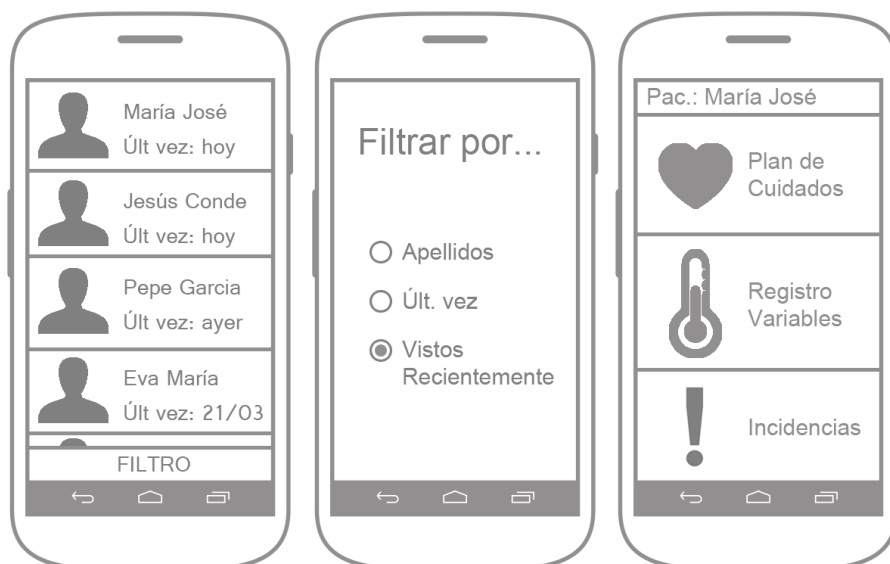 María José
Últ vez: hoy
Jesús Conde
Últ vez: hoy
Pepe Garcia
Últ vez: ayer
Eva María
Últ vez: 21/03
FILTRO
Filtrar por...
Apellidos
Últ. vez
Vistos
Recientemente
Pac.: María José
Plan de
Cuidados
Registro
Variables
Incidencias